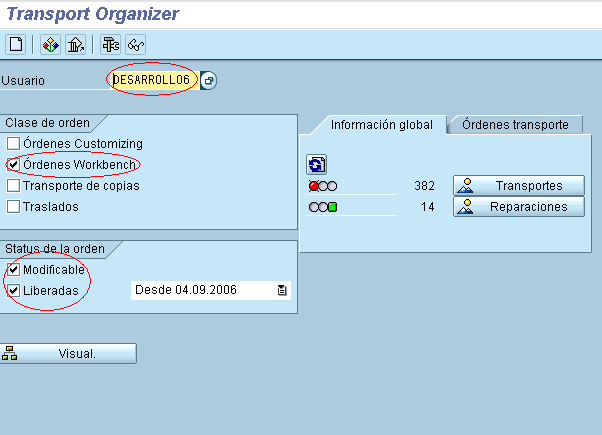 Transport Organizer
Usuario DESARROLLO6
Clase de orden
Órdenes Customizing
Órdenes Workbench
Transporte de copias
Traslados
Información global Órdenes transporte
382 Transportes
14 Reparaciones
Status de la orden
Modificable
Liberadas Desde 04.09.2006
Visual.